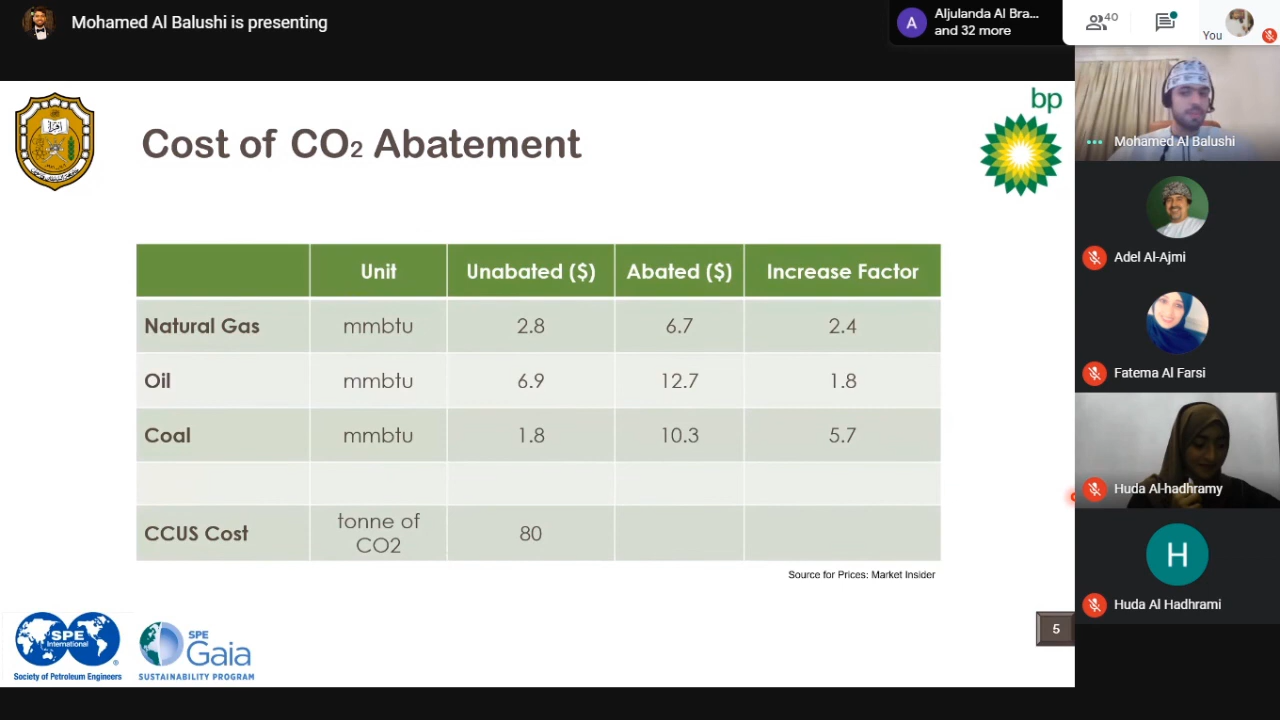 Mohamed Al Balushi is presenting
A
Aljulanda Al Bra...
and 32 more
40
You
bp
Cost of CO2 Abatement
Unit Unabated ($) Abated ($) Increase Factor
Natural Gas mmbtu 2.8 6.7 2.4
Oil mmbtu 6.9 12.7 1.8
Coal mmbtu 1.8 10.3 5.7
CCUS Cost tonne of CO2 80
Source for Prices: Market Insider
SPE
International
Society of Petroleum Engineers
SPE
Gaia
SUSTAINABILITY PROGRAM
5
Mohamed Al Balushi
Adel Al-Ajmi
Fatema Al Farsi
Huda Al-hadhramy
H
Huda Al Hadhrami